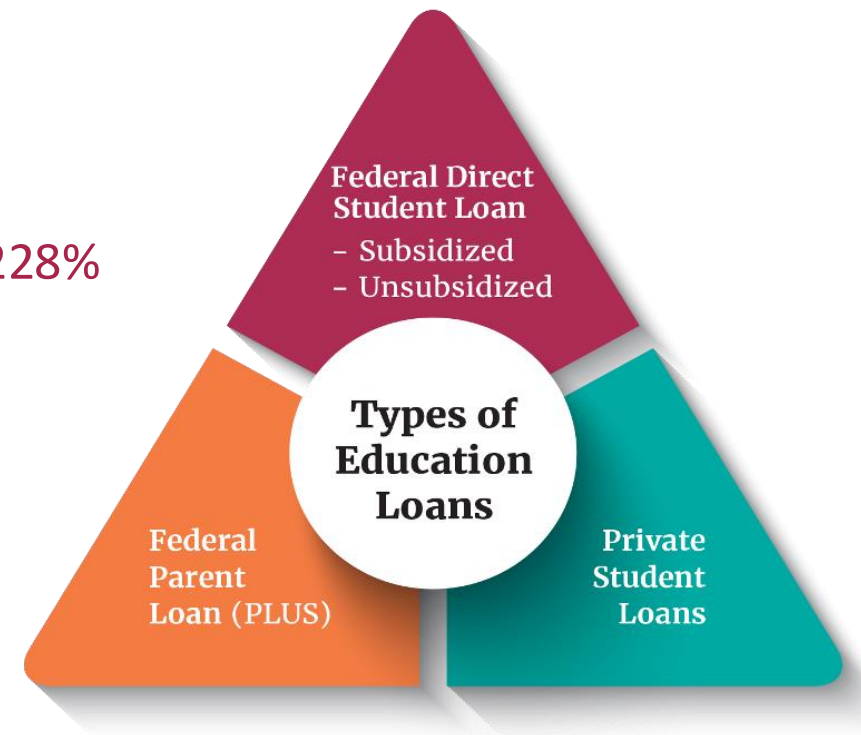 Federal Direct
Student Loan
- Subsidized
228%
- Unsubsidized
Types of
Education
Loans
Federal
Parent
Loan (PLUS)
Private
Student
Loans